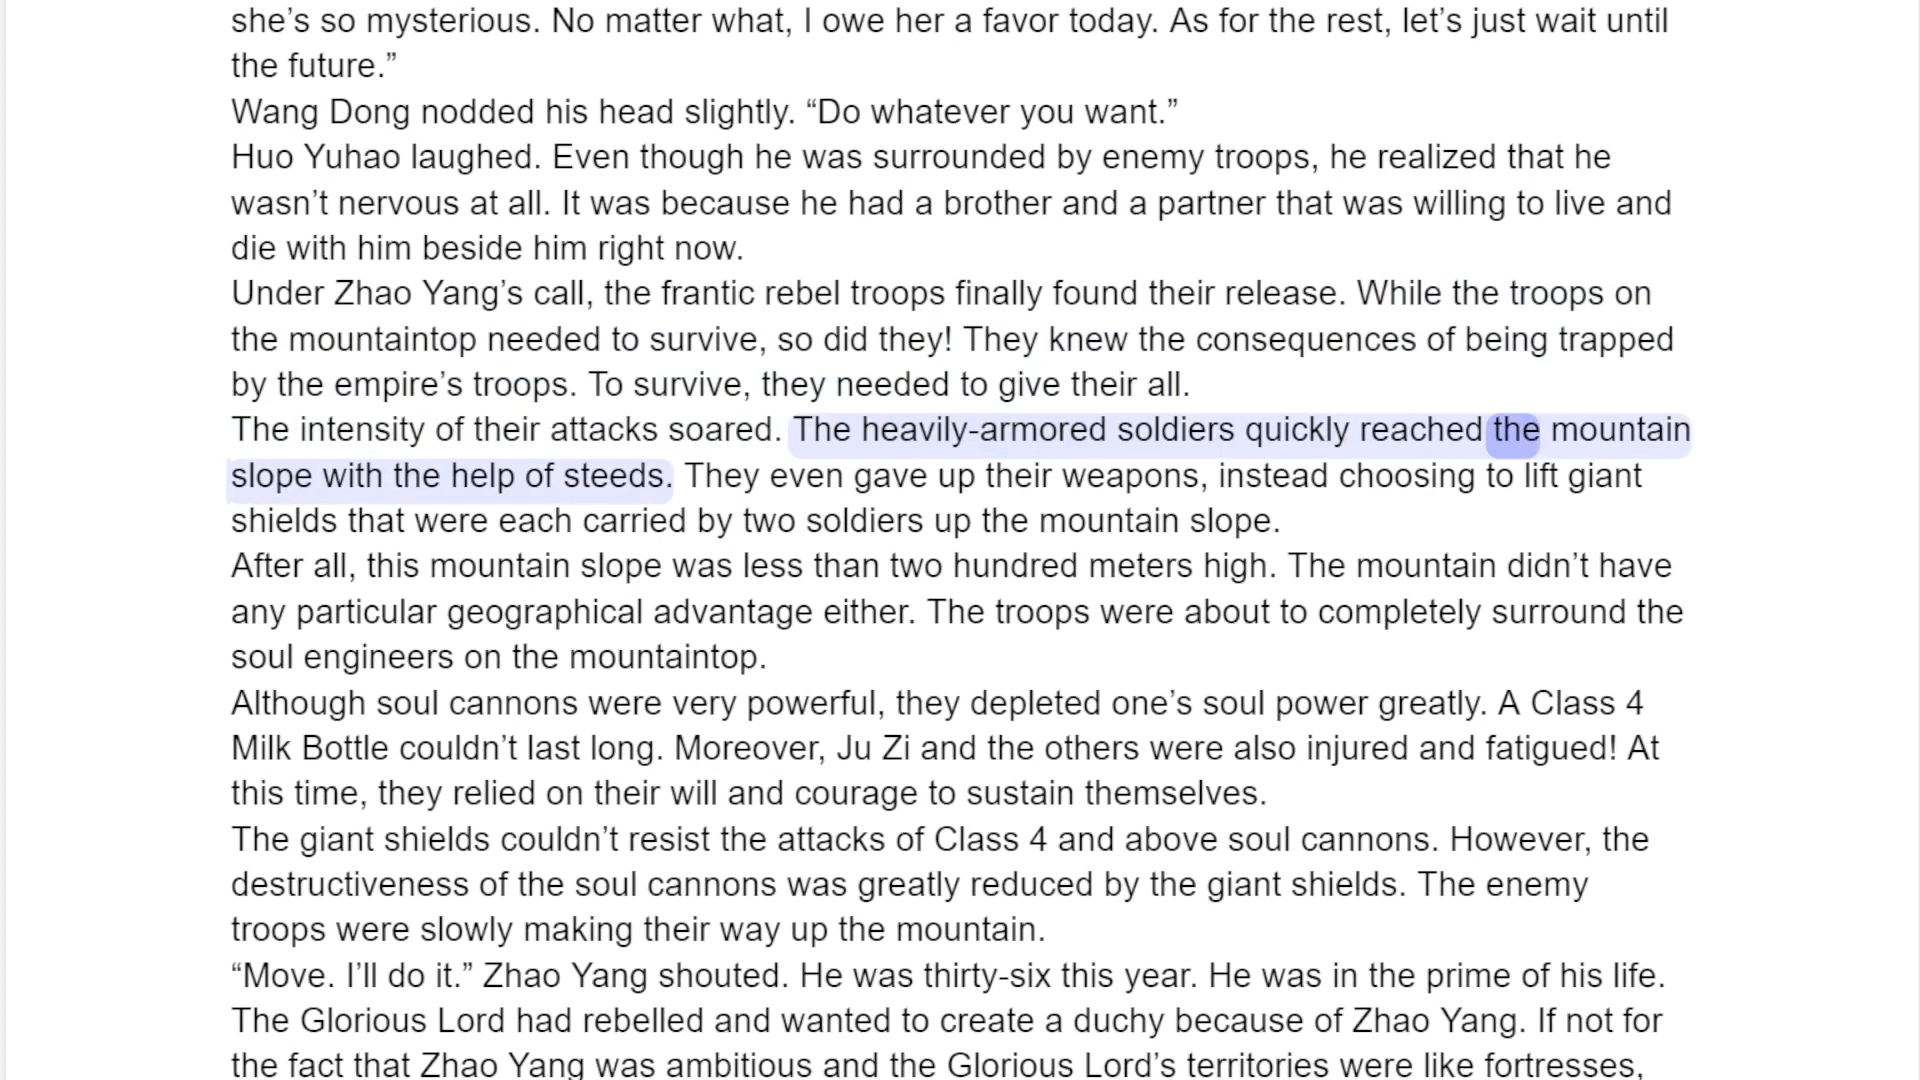 she’s so mysterious. No matter what, I owe her a favor today. As for the rest, let’s just wait until
the future.”
Wang Dong nodded his head slightly. “Do whatever you want.”
Huo Yuhao laughed. Even though he was surrounded by enemy troops, he realized that he
wasn’t nervous at all. It was because he had a brother and a partner that was willing to live and
die with him beside him right now.
Under Zhao Yang’s call, the frantic rebel troops finally found their release. While the troops on
the mountaintop needed to survive, so did they! They knew the consequences of being trapped
by the empire’s troops. To survive, they needed to give their all.
The intensity of their attacks soared. The heavily-armored soldiers quickly reached the mountain
slope with the help of steeds. They even gave up their weapons, instead choosing to lift giant
shields that were each carried by two soldiers up the mountain slope.
After all, this mountain slope was less than two hundred meters high. The mountain didn’t have
any particular geographical advantage either. The troops were about to completely surround the
soul engineers on the mountaintop.
Although soul cannons were very powerful, they depleted one’s soul power greatly. A Class 4
Milk Bottle couldn’t last long. Moreover, Ju Zi and the others were also injured and fatigued! At
this time, they relied on their will and courage to sustain themselves.
The giant shields couldn’t resist the attacks of Class 4 and above soul cannons. However, the
destructiveness of the soul cannons was greatly reduced by the giant shields. The enemy
troops were slowly making their way up the mountain.
“Move. I’ll do it.” Zhao Yang shouted. He was thirty-six this year. He was in the prime of his life.
The Glorious Lord had rebelled and wanted to create a duchy because of Zhao Yang. If not for
the fact that Zhao Yang was ambitious and the Glorious Lord’s territories were like fortresses,